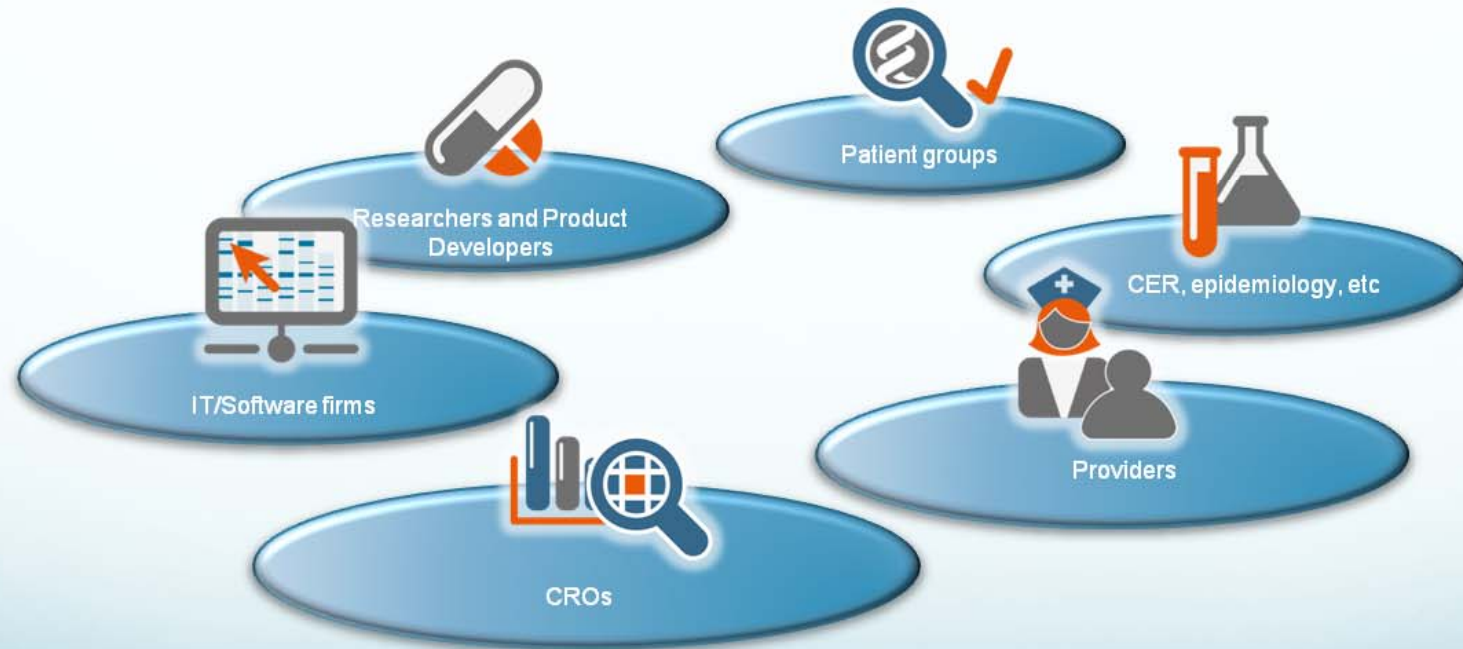 Patient groups
Researchers and Product
Developers
CER, epidemiology, etc
IT/Software firms
Providers
CROs